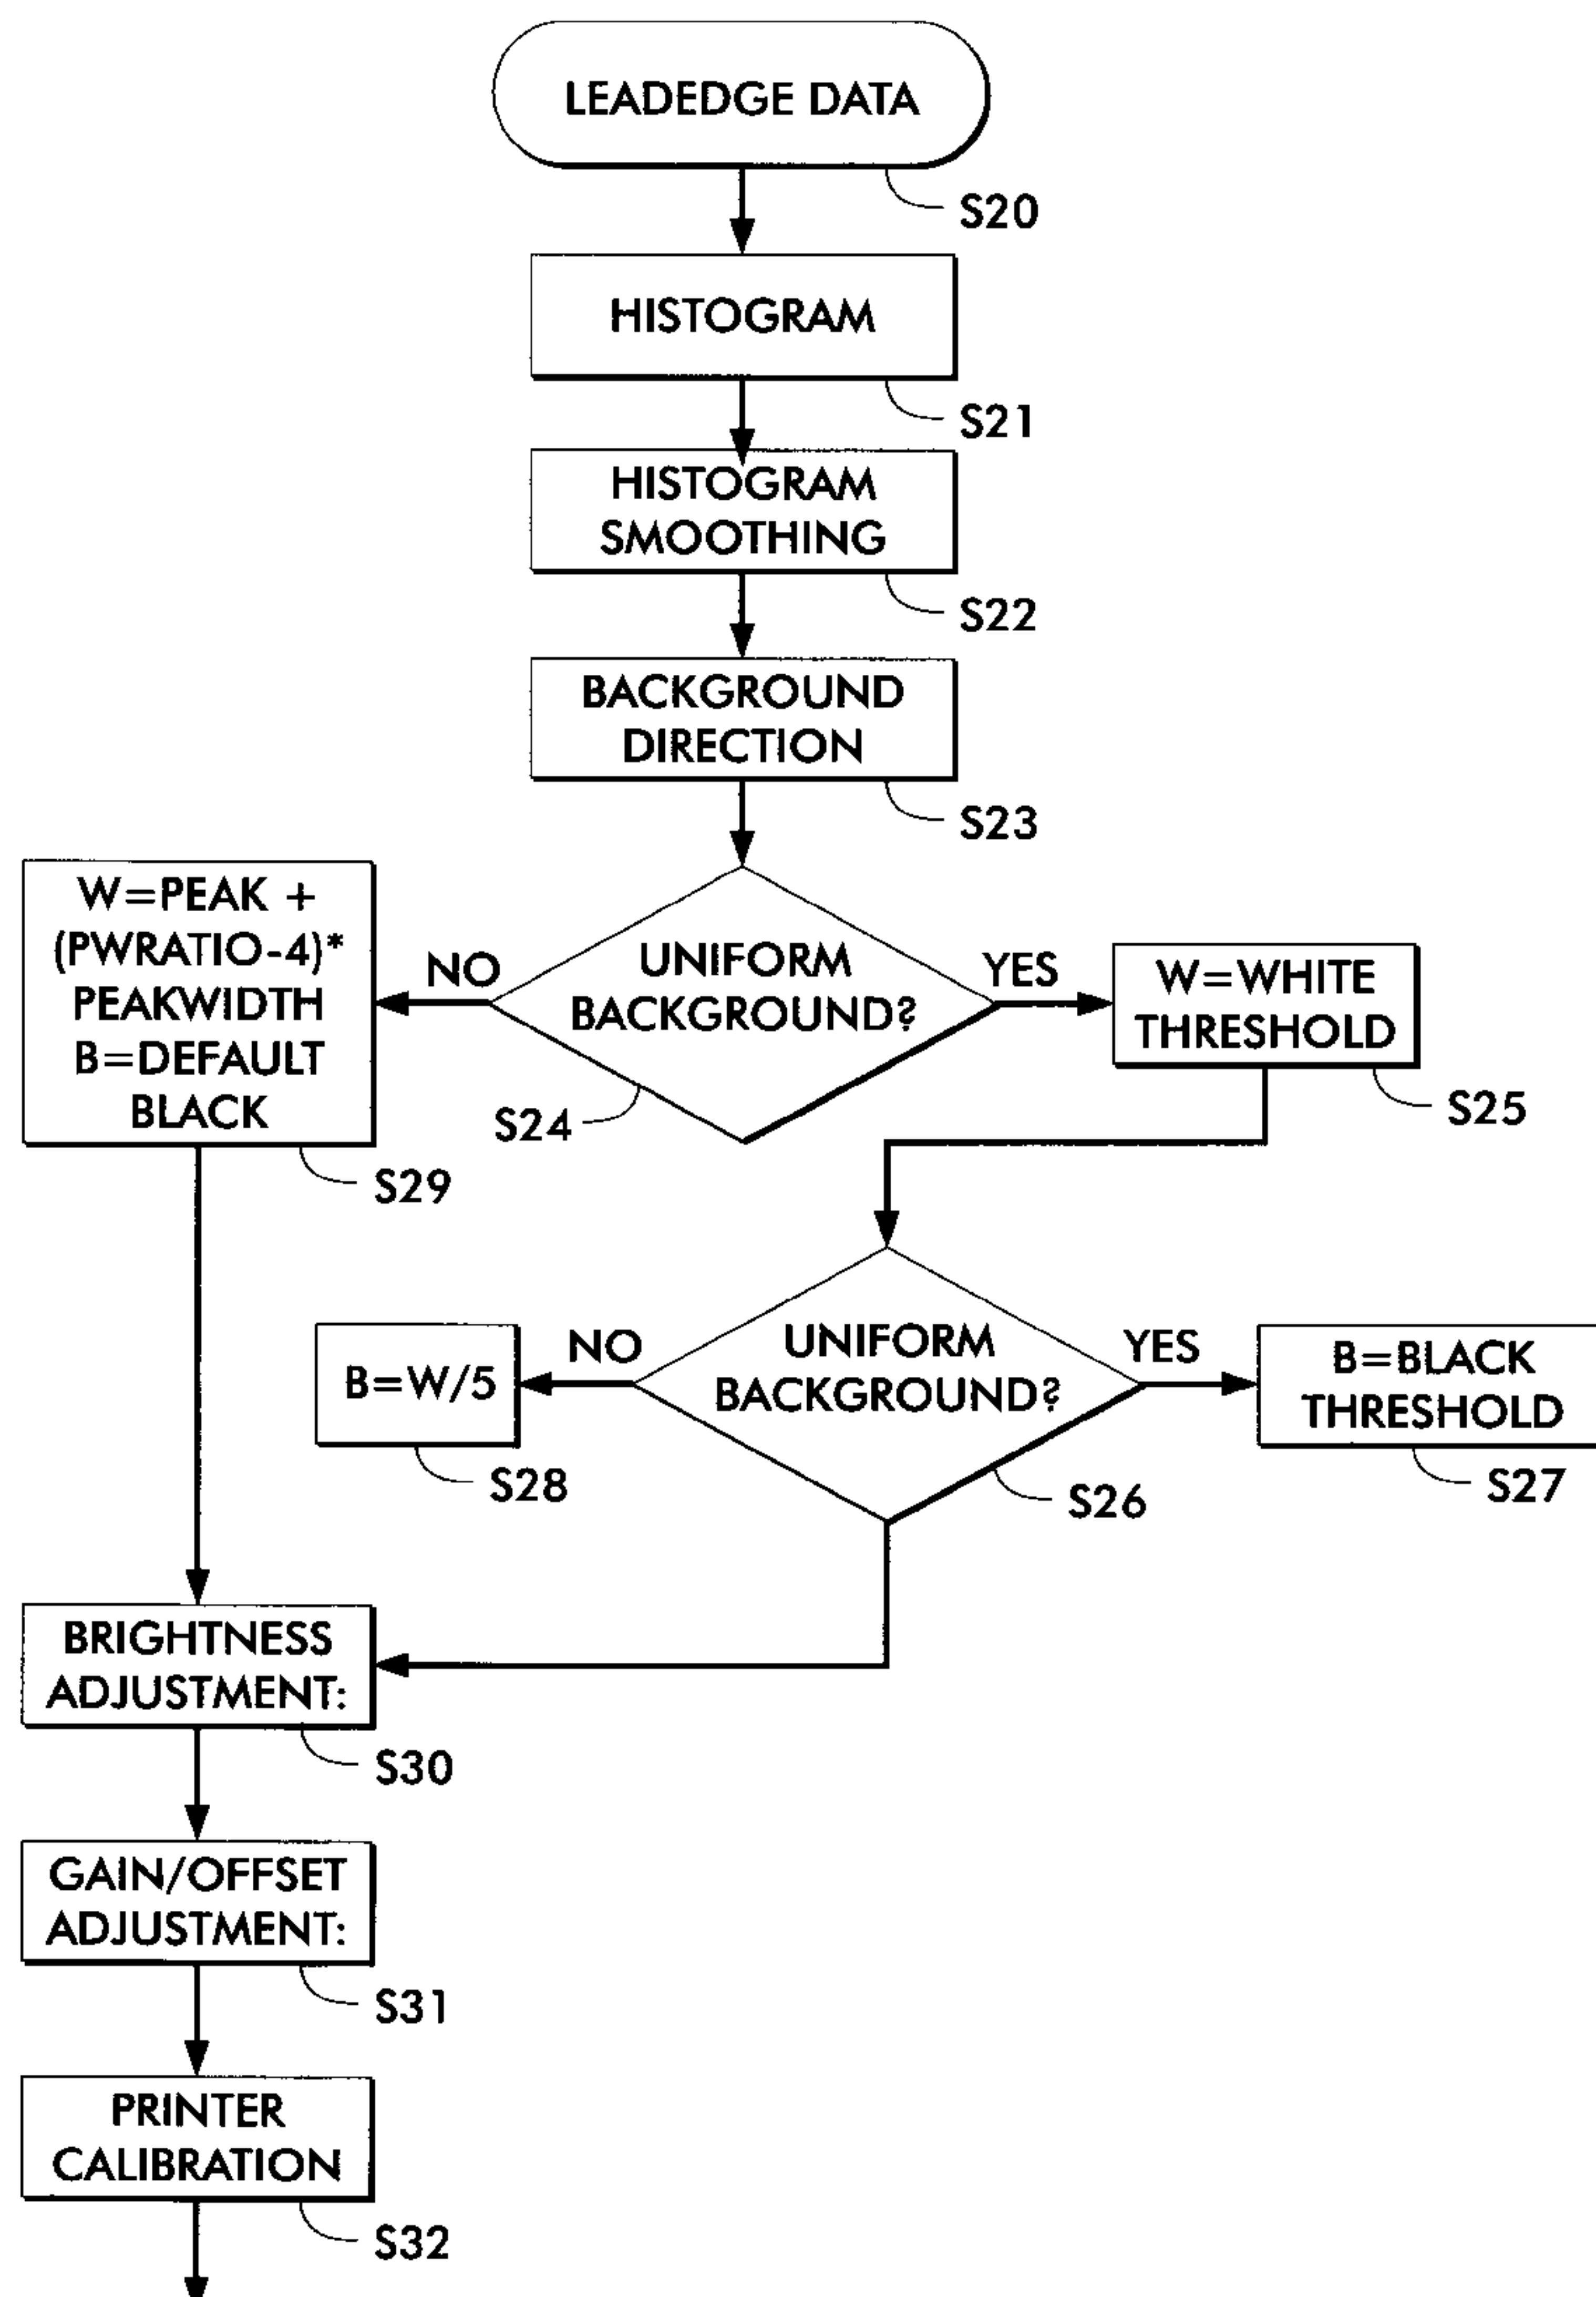 LEADEDGE DATA
S20
HISTOGRAM
S21
HISTOGRAM
SMOOTHING
S22
BACKGROUND
DIRECTION
S23
UNIFORM
BACKGROUND?
S24
NO
YES
W=PEAK +
(PWRATIO-4)*
PEAKWIDTH
B=DEFAULT
BLACK
S29
W=WHITE
THRESHOLD
S25
UNIFORM
BACKGROUND?
S26
NO
YES
B=W/5
S28
B=BLACK
THRESHOLD
S27
BRIGHTNESS
ADJUSTMENT:
S30
GAIN/OFFSET
ADJUSTMENT:
S31
PRINTER
CALIBRATION
S32